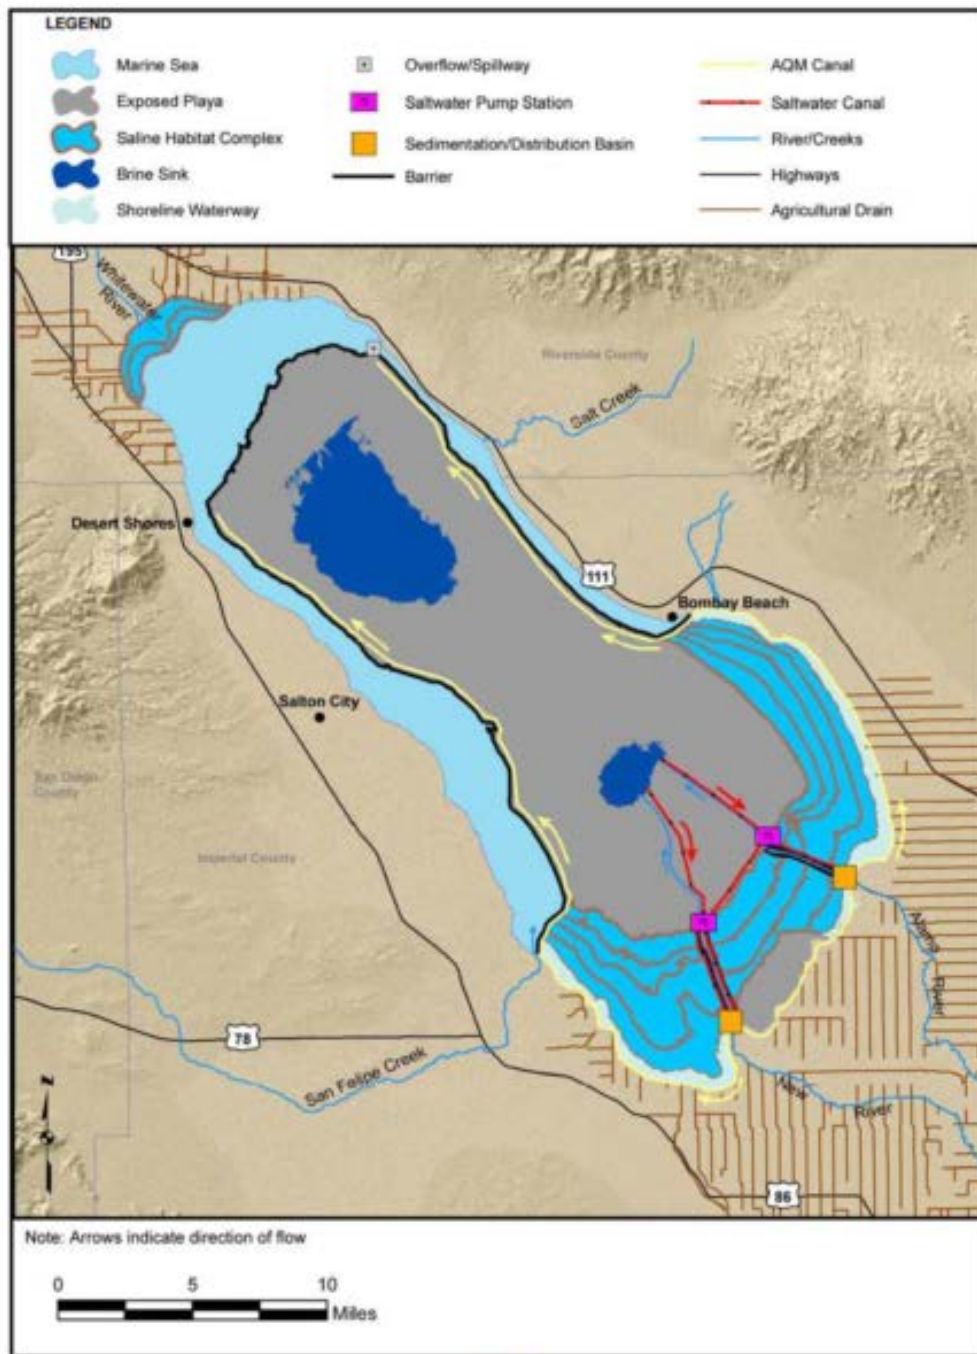 LEGEND
Marine Sea
Exposed Playa
Saline Habitat Complex
Brine Sink
Shoreline Waterway
Overflow/Spillway
Saltwater Pump Station
Sedimentation/Distribution Basin
Barrier
AQM Canal
Saltwater Canal
River/Creeks
Highways
Agricultural Drain
195
Whitewater
River
Riverside County
Salt Creek
Desert Shores
111
Bombay Beach
Salton City
San Diego
County
Imperial County
Alamo
River
78
San Felipe Creek
New
River
Z
86
Note: Arrows indicate direction of flow
0 5 10
Miles